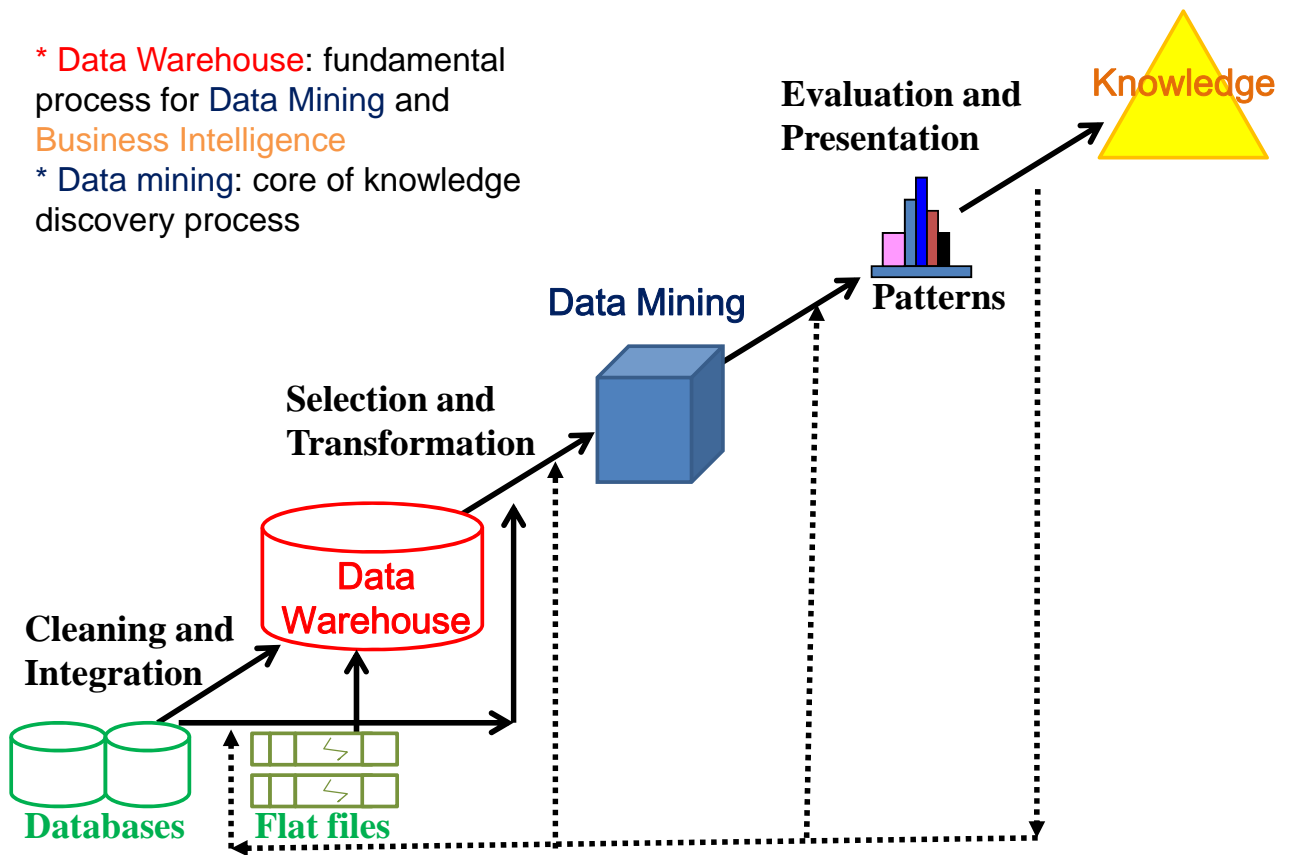 * Data Warehouse: fundamental
process for Data Mining and
Business Intelligence
* Data mining: core of knowledge
discovery process
Evaluation and
Presentation
Knowledge
Patterns
Data Mining
Selection and
Transformation
Data
Warehouse
Cleaning and
Integration
Databases
Flat files